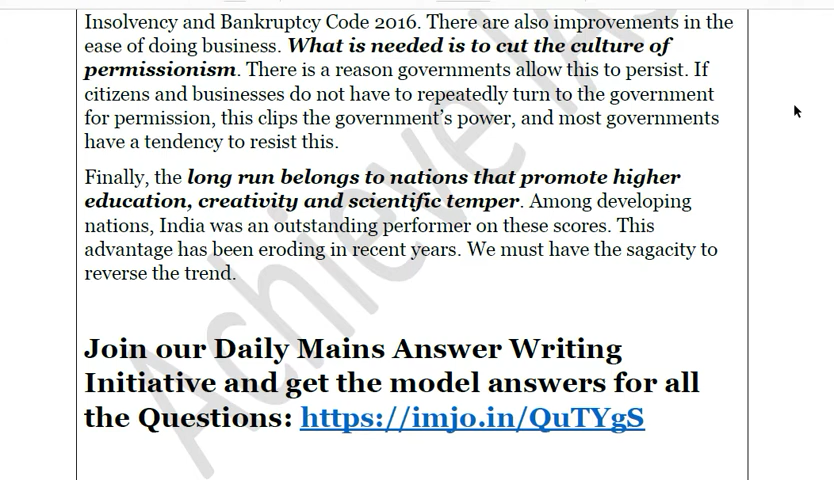 Insolvency and Bankruptcy Code 2016. There are also improvements in the
ease of doing business. What is needed is to cut the culture of
permissionism. There is a reason governments allow this to persist. If
citizens and businesses do not have to repeatedly turn to the government
for permission, this clips the government's power, and most governments
have a tendency to resist this.
Finally, the long run belongs to nations that promote higher
education, creativity and scientific temper. Among developing
nations, India was an outstanding performer on these scores. This
advantage has been eroding in recent years. We must have the sagacity to
reverse the trend.
Join our Daily Mains Answer Writing
Initiative and get the model answers for all
the Questions: https://imjo.in/QuTYgS
Achieve IAS